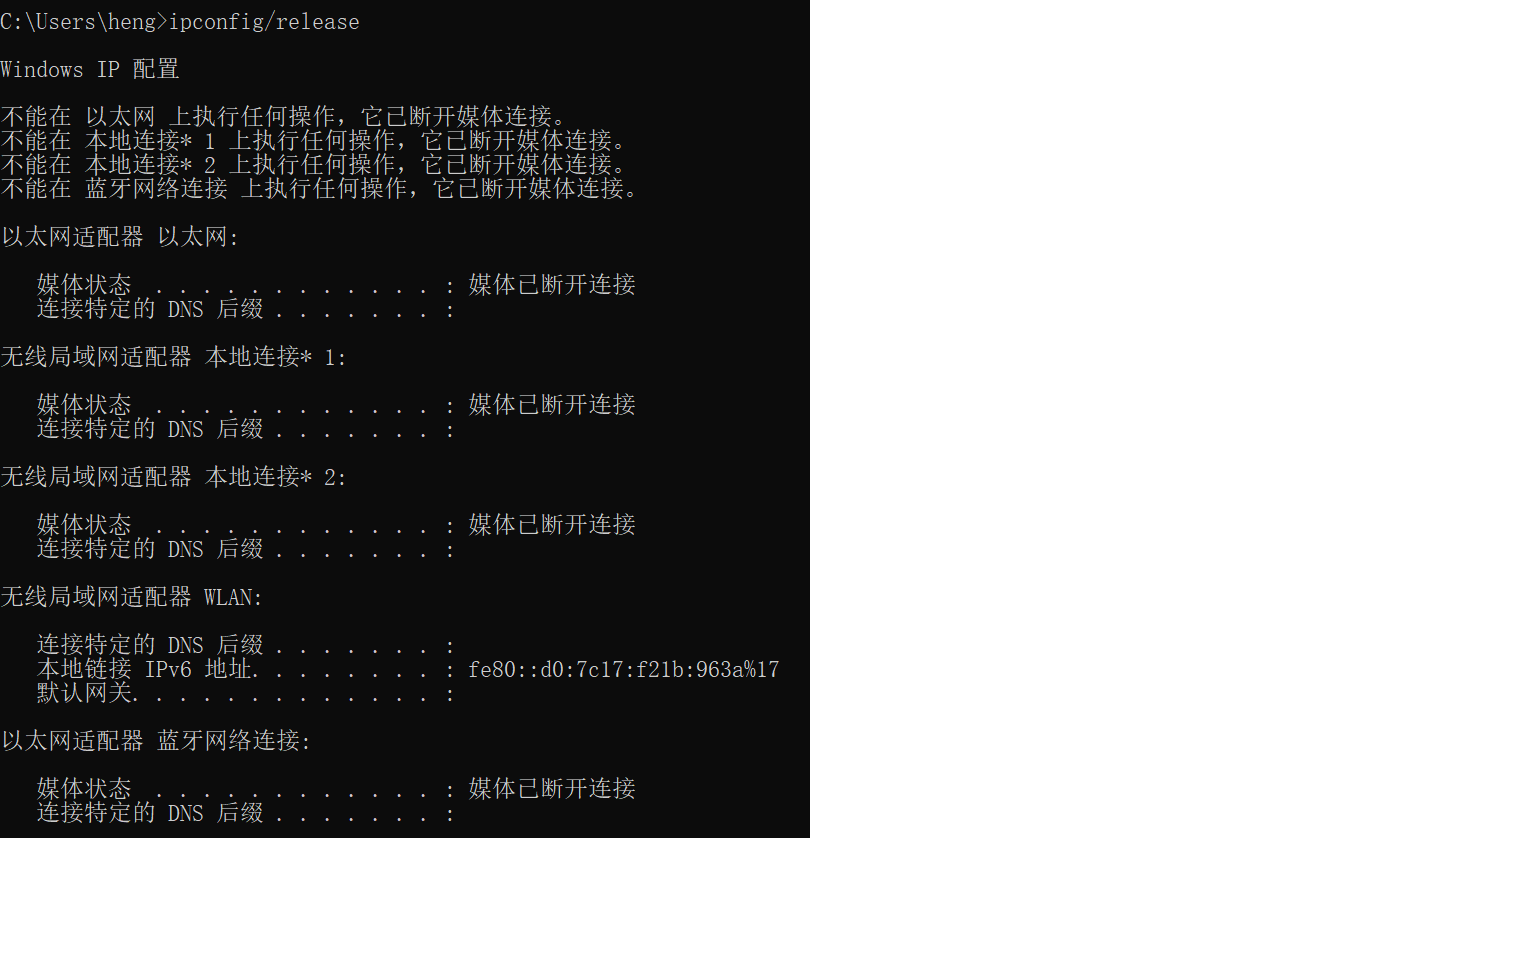 C:\Users\heng>ipconfig/release
Windows IP 配置
不能在 以太网 上执行任何操作，它已断开媒体连接。
不能在 本地连接* 1 上执行任何操作，它已断开媒体连接。
不能在 本地连接* 2 上执行任何操作，它已断开媒体连接。
不能在 蓝牙网络连接 上执行任何操作，它已断开媒体连接。
以太网适配器 以太网:
媒体状态  . . . . . . . . . . . . : 媒体已断开连接
连接特定的 DNS 后缀 . . . . . . . :
无线局域网适配器 本地连接* 1:
媒体状态  . . . . . . . . . . . . : 媒体已断开连接
连接特定的 DNS 后缀 . . . . . . . :
无线局域网适配器 本地连接* 2:
媒体状态  . . . . . . . . . . . . : 媒体已断开连接
连接特定的 DNS 后缀 . . . . . . . :
无线局域网适配器 WLAN:
连接特定的 DNS 后缀 . . . . . . . :
本地链接 IPv6 地址. . . . . . . . : fe80::d0:7c17:f21b:963a%17
默认网关. . . . . . . . . . . . . :
以太网适配器 蓝牙网络连接:
媒体状态  . . . . . . . . . . . . : 媒体已断开连接
连接特定的 DNS 后缀 . . . . . . . :